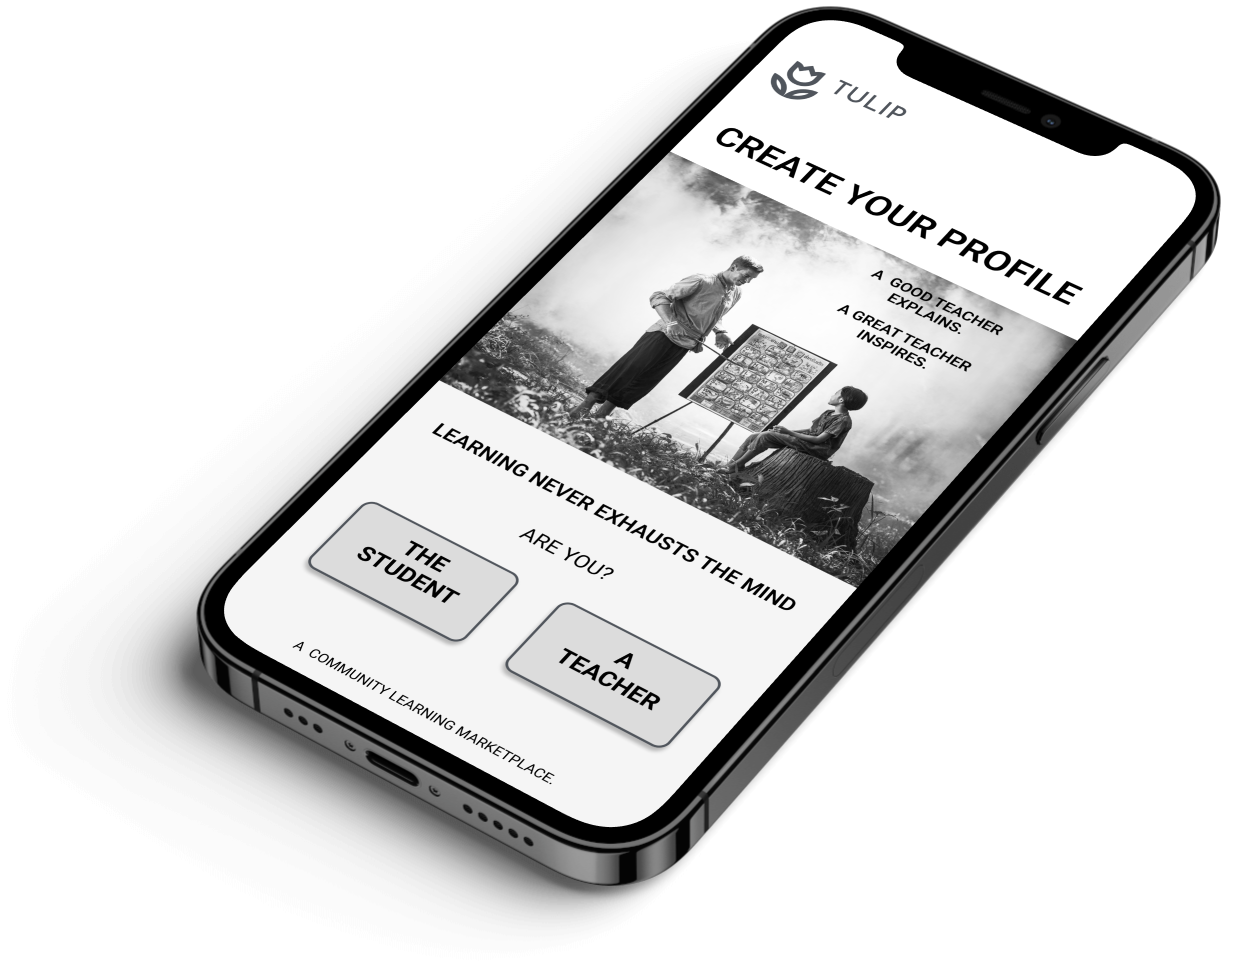 TULIP
CREATE YOUR PROFILE
A GOOD TEACHER
EXPLAINS.
A GREAT TEACHER
INSPIRES.
LEARNING NEVER EXHAUSTS THE MIND
ARE YOU?
THE
STUDENT
A
TEACHER
A COMMUNITY LEARNING MARKETPLACE.